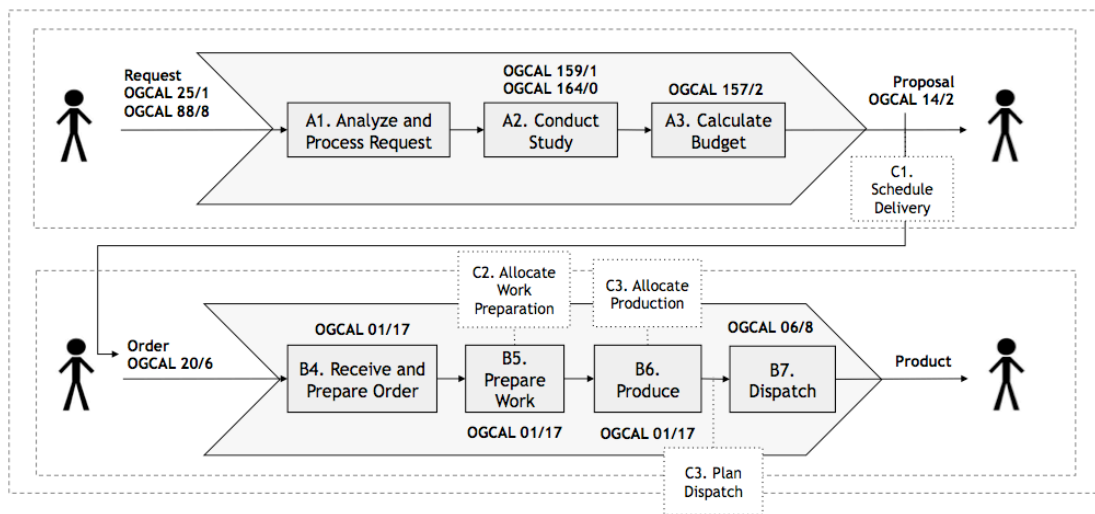 Request
OGCAL 25/1
OGCAL 88/8
A1. Analyze and
Process Request
OGCAL 159/1
OGCAL 164/0
A2. Conduct
Study
OGCAL 157/2
A3. Calculate
Budget
Proposal
OGCAL 14/2
C1.
Schedule
Delivery
Order
OGCAL 20/6
OGCAL 01/17
B4. Receive and
Prepare Order
C2. Allocate
Work
Preparation
B5.
Prepare
Work
OGCAL 01/17
C3. Allocate
Production
B6.
Produce
OGCAL 01/17
C3. Plan
Dispatch
OGCAL 06/8
B7.
Dispatch
Product